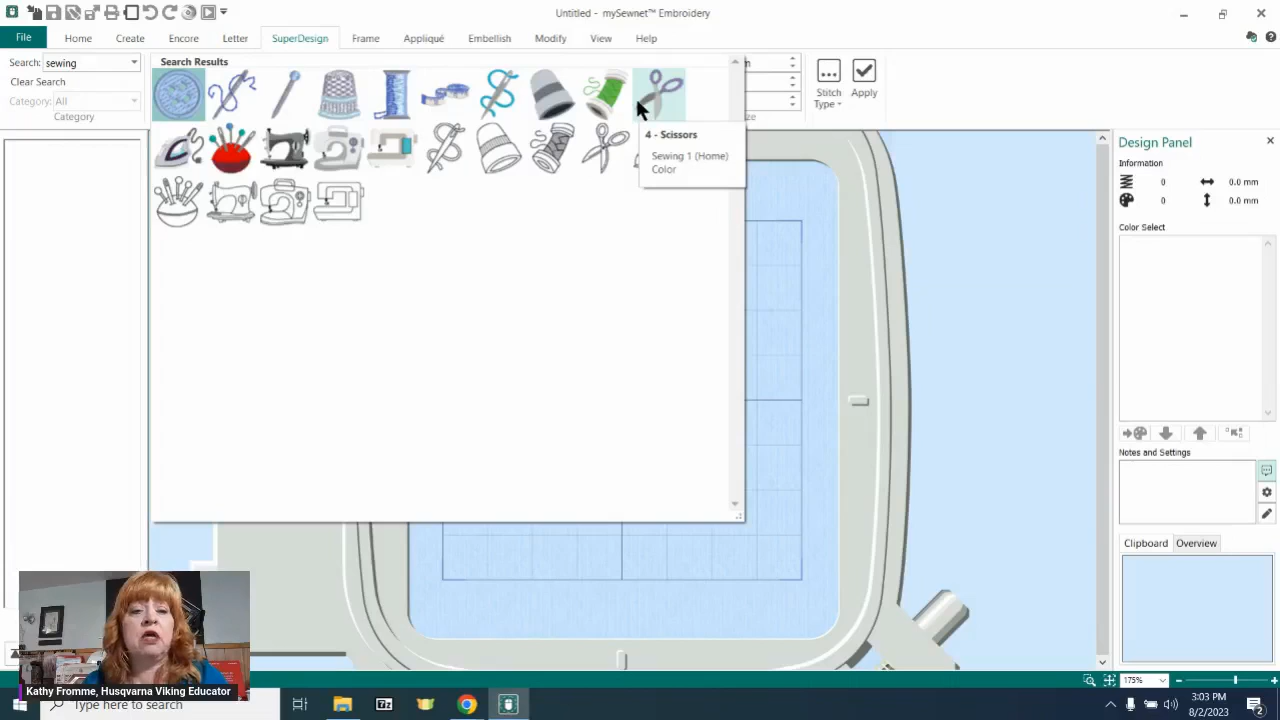 Untitled - mySewnet™ Embroidery
File Home Create Encore Letter SuperDesign Frame Appliqué Embellish Modify View Help
Search: sewing
Clear Search
Category: All
Category
Search Results
Stitch
Type
Apply
4 - Scissors
Sewing 1 (Home)
Color
Design Panel
Information
0 0.0 mm
0 0.0 mm
Color Select
Notes and Settings
Clipboard Overview
175%
Kathy Fromme, Husqvarna Viking Educator
Type here to search
3:03 PM
8/2/2023
2